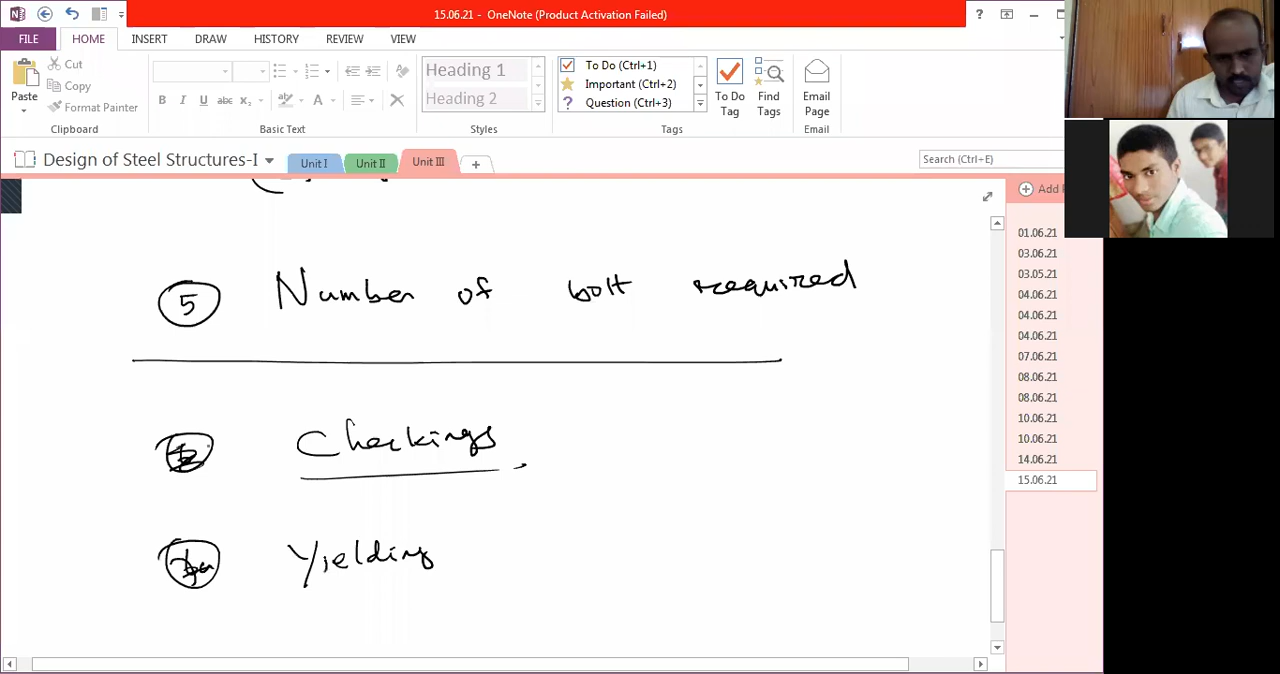 15.06.21 - OneNote (Product Activation Failed)
FILE HOME INSERT DRAW HISTORY REVIEW VIEW
Paste
Cut
Copy
Format Painter
Clipboard
B I U abc x₂ A
Basic Text
Heading 1
Heading 2
Styles
To Do (Ctrl+1)
Important (Ctrl+2)
? Question (Ctrl+3)
Tags
To Do Tag
Find Tags
Email Page
Email
Design of Steel Structures-I
Unit I Unit II Unit III +
Search (Ctrl+E)
Add
5 Number of bolt required
Checkings
Yielding
01.06.21
03.06.21
03.05.21
04.06.21
04.06.21
04.06.21
07.06.21
08.06.21
08.06.21
10.06.21
10.06.21
14.06.21
15.06.21